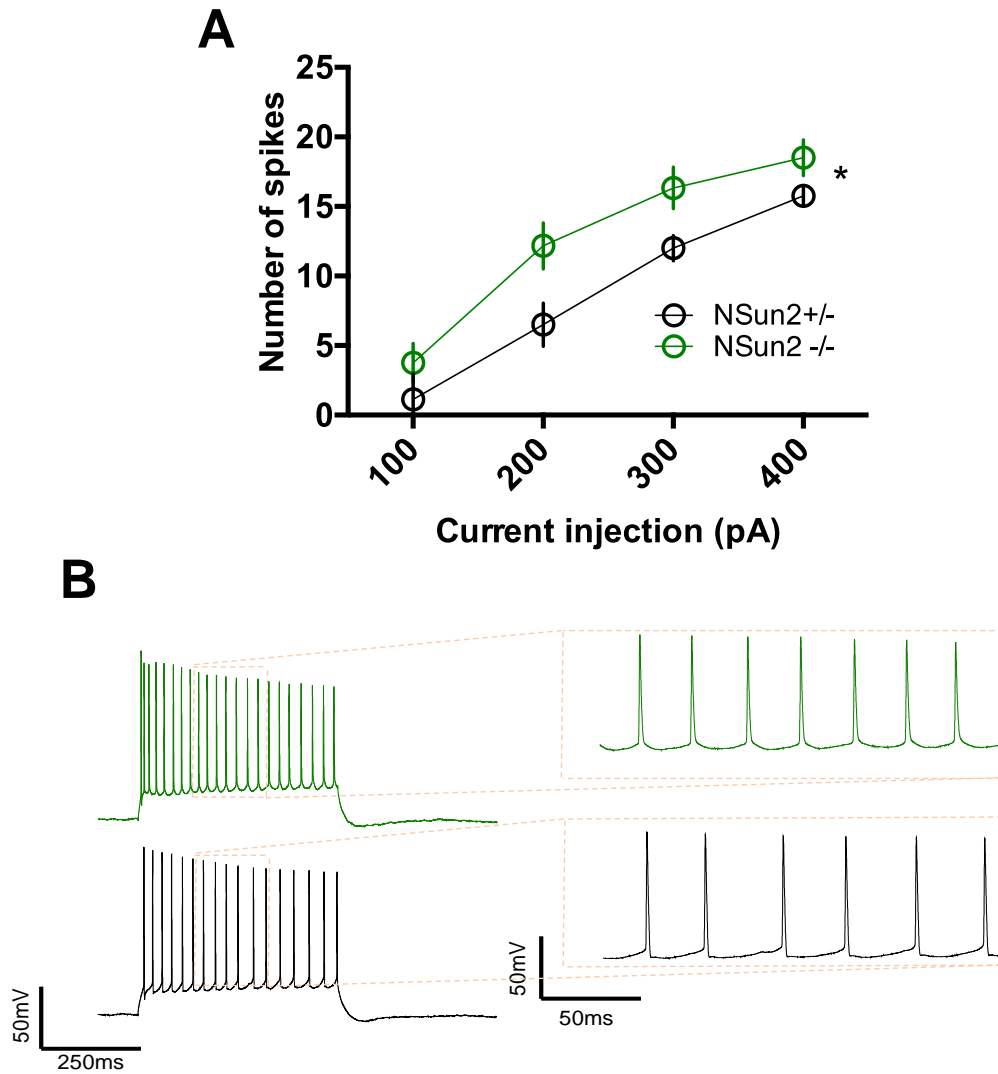 A
Number of spikes
25
20
15
10
5
0
*
NSun2+/-
NSun2 -/-
100
200
300
400
Current injection (pA)
B
50mV
250ms
50mV
50ms